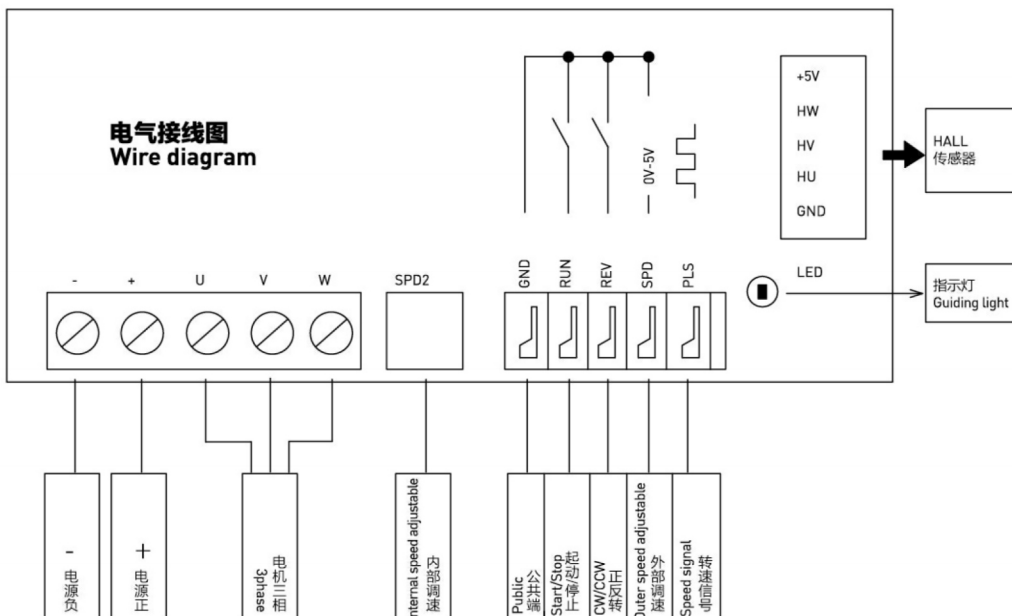 电气接线图
Wire diagram
+5V
HW
HV
HU
GND
HALL
传感器
0V-5V
GND
RUN
REV
SPD
PLS
LED
指示灯
Guiding light
-
+
U
V
W
SPD2
- 电源负
+ 电源正
电机三相
3phase
内部调速
nternal speed adjustable
公共端
Public
起动停止
Start/Stop
正反转
CW/CCW
外部调速
Outer speed adjustable
转速信号
Speed signal